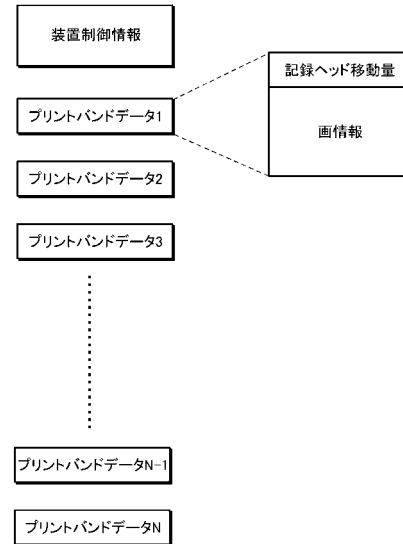 装置制御情報
プリントバンドデータ1
記録ヘッド移動量
画情報
プリントバンドデータ2
プリントバンドデータ3
プリントバンドデータN-1
プリントバンドデータN